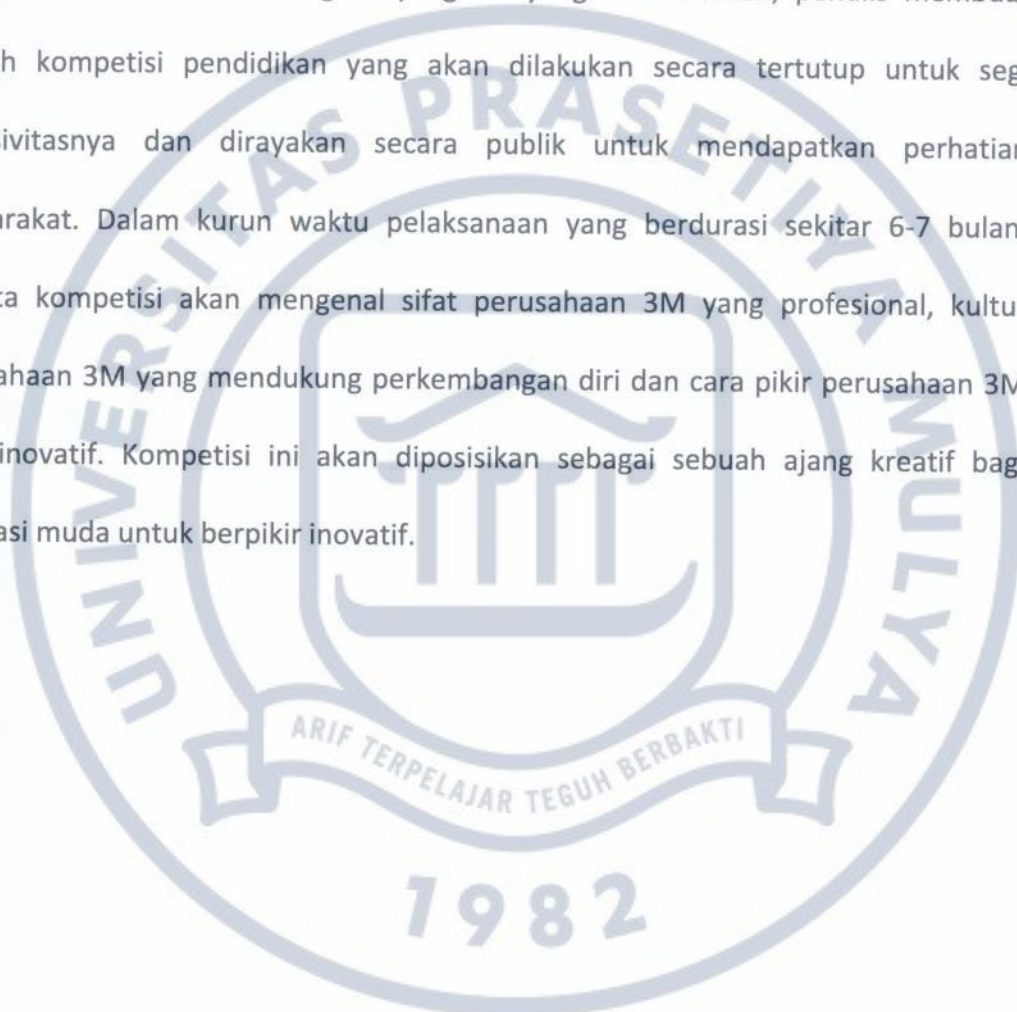 h kompetisi pendidikan yang akan dilakukan secara tertutup untuk seg
sivitasnya dan dirayakan secara publik untuk mendapatkan perhatian
arakat. Dalam kurun waktu pelaksanaan yang berdurasi sekitar 6-7 bulan
ta kompetisi akan mengenal sifat perusahaan 3M yang profesional, kultu
ahaan 3M yang mendukung perkembangan diri dan cara pikir perusahaan 3M
inovatif. Kompetisi ini akan diposisikan sebagai sebuah ajang kreatif bag
asi muda untuk berpikir inovatif.
UNIVERSITAS PRASETIYA MULYA
ARIF TERPELAJAR TEGUH BERBAKTI
1982